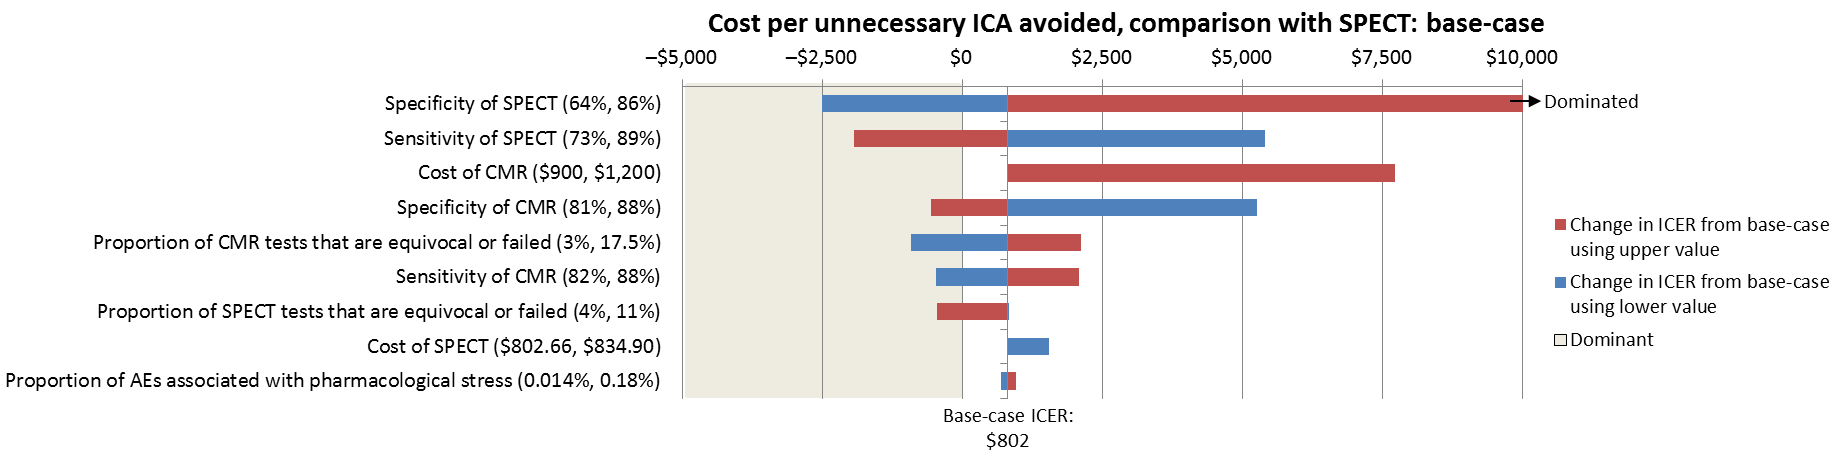 Cost per unnecessary ICA avoided, comparison with SPECT: base-case
–$5,000 –$2,500 $0 $2,500 $5,000 $7,500 $10,000
Specificity of SPECT (64%, 86%)
Dominated
Sensitivity of SPECT (73%, 89%)
Cost of CMR ($900, $1,200)
Specificity of CMR (81%, 88%)
Proportion of CMR tests that are equivocal or failed (3%, 17.5%)
Sensitivity of CMR (82%, 88%)
Proportion of SPECT tests that are equivocal or failed (4%, 11%)
Cost of SPECT ($802.66, $834.90)
Proportion of AEs associated with pharmacological stress (0.014%, 0.18%)
Change in ICER from base-case
using upper value
Change in ICER from base-case
using lower value
Dominant
Base-case ICER:
$802